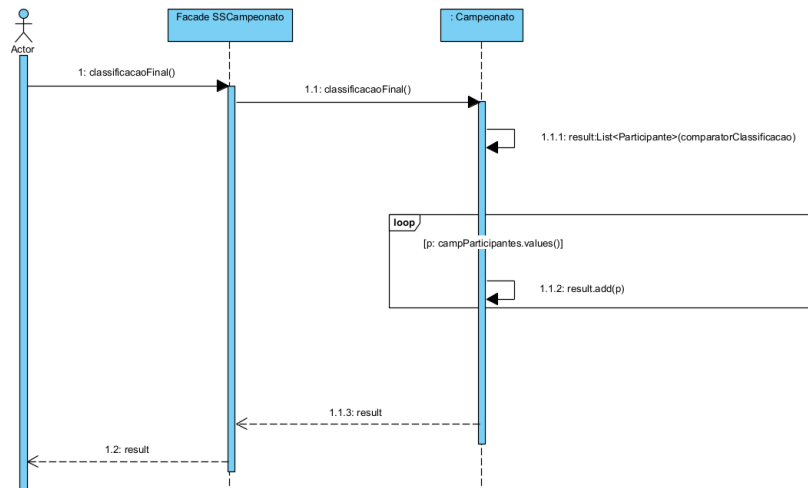 Facade SSCampeonato
: Campeonato
Actor
1: classificacaoFinal()
1.1: classificacaoFinal()
1.1.1: result:List<Participante>(comparatorClassificacao)
loop
[p: campParticipantes.values()]
1.1.2: result.add(p)
1.1.3: result
1.2: result